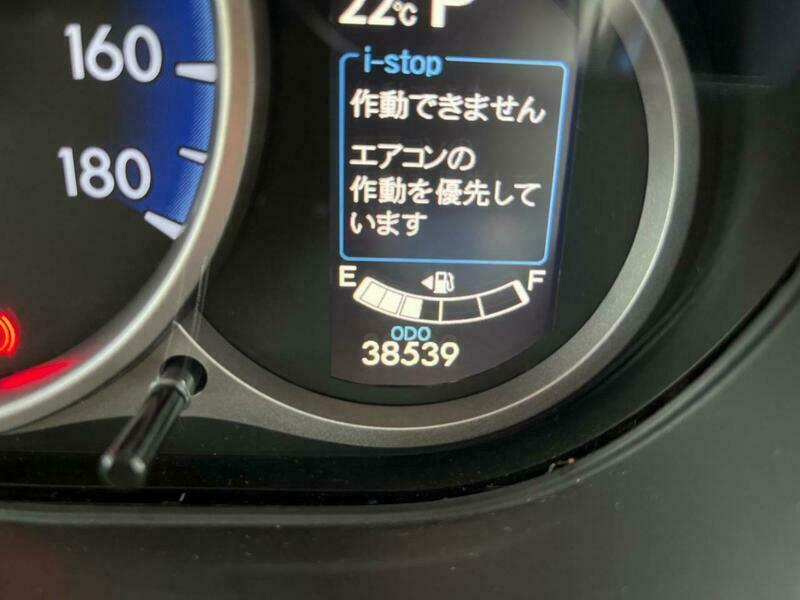 160
180
22℃ P
i-stop
作動できません
エアコンの
作動を優先して
います
E F
ODO
38539